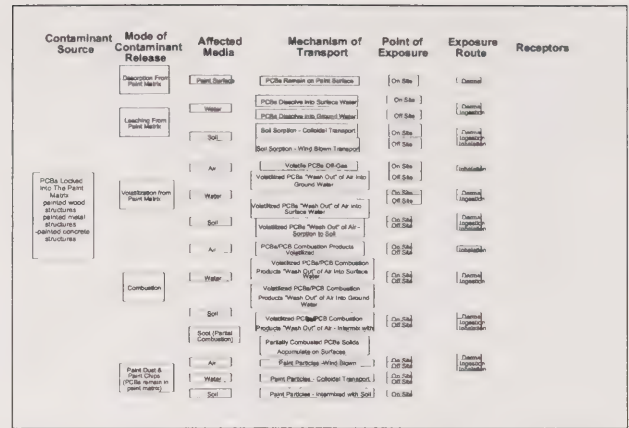 Contaminant Source
Mode of Contaminant Release
Affected Media
Mechanism of Transport
Point of Exposure
Exposure Route
Receptors
PCBs Locked
Into The Paint
Matrix
painted wood
structures
painted metal
structures
-painted concrete
structures
Desorption From
Paint Matrix
Paint Surface
PCBs Remain on Paint Surface
On Site
Dermal
Leaching From
Paint Matrix
Water
PCBs Dissolve into Surface Water
On Site
PCBs Dissolve into Ground Water
Off Site
Dermal
Ingestion
Soil
Soil Sorption - Colloidal Transport
Soil Sorption - Wind Blown Transport
On Site
Off Site
Dermal
Ingestion
Inhalation
Volatilization from
Paint Matrix
Air
Volatile PCBs Off-Gas
On Site
Inhalation
Water
Volatilized PCBs "Wash Out" of Air Into
Ground Water
Volatilized PCBs "Wash Out" of Air into
Surface Water
On Site
Off Site
Dermal
Ingestion
Soil
Volatilized PCBs "Wash Out" of Air -
Sorption to Soil
On Site
Off Site
Dermal
Ingestion
Inhalation
Combustion
Air
PCBs/PCB Combustion Products
Volatilized
On Site
Off Site
Inhalation
Water
Volatilized PCBs/PCB Combustion
Products "Wash Out" of Air Into Surface
Water
Volatilized PCBs/PCB Combustion
Products "Wash Out" of Air Into Ground
Water
On Site
Off Site
Dermal
Ingestion
Soil
Volatilized PCBs/PCB Combustion
Products "Wash Out" of Air - Intermix with
On Site
Off Site
Dermal
Ingestion
Inhalation
Soot (Partial
Combustion)
Partially Combusted PCBs Solids
Accumulate on Surfaces
Paint Dust &
Paint Chips
(PCBs remain in
paint matrix)
Air
Paint Particles -Wind Blown
On Site
Off Site
Dermal
Ingestion
Inhalation
Water
Paint Particles - Colloidal Transport
On Site
Off Site
Soil
Paint Particles - Intermixed with Soil
On Site